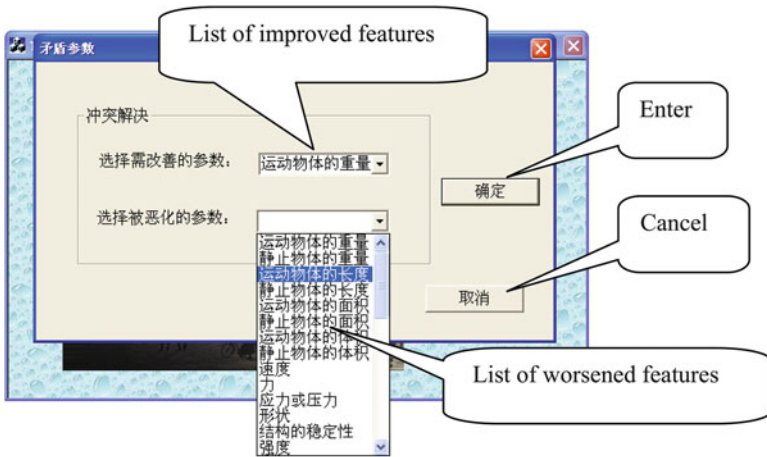 List of improved features
矛盾参数
冲突解决
Enter
选择需改善的参数：
运动物体的重量
确定
选择被恶化的参数：
Cancel
运动物体的重量
静止物体的重量
运动物体的长度
静止物体的长度
运动物体的面积
静止物体的面积
运动物体的体积
静止物体的体积
速度
力
应力或压力
形状
结构的稳定性
强度
取消
List of worsened features